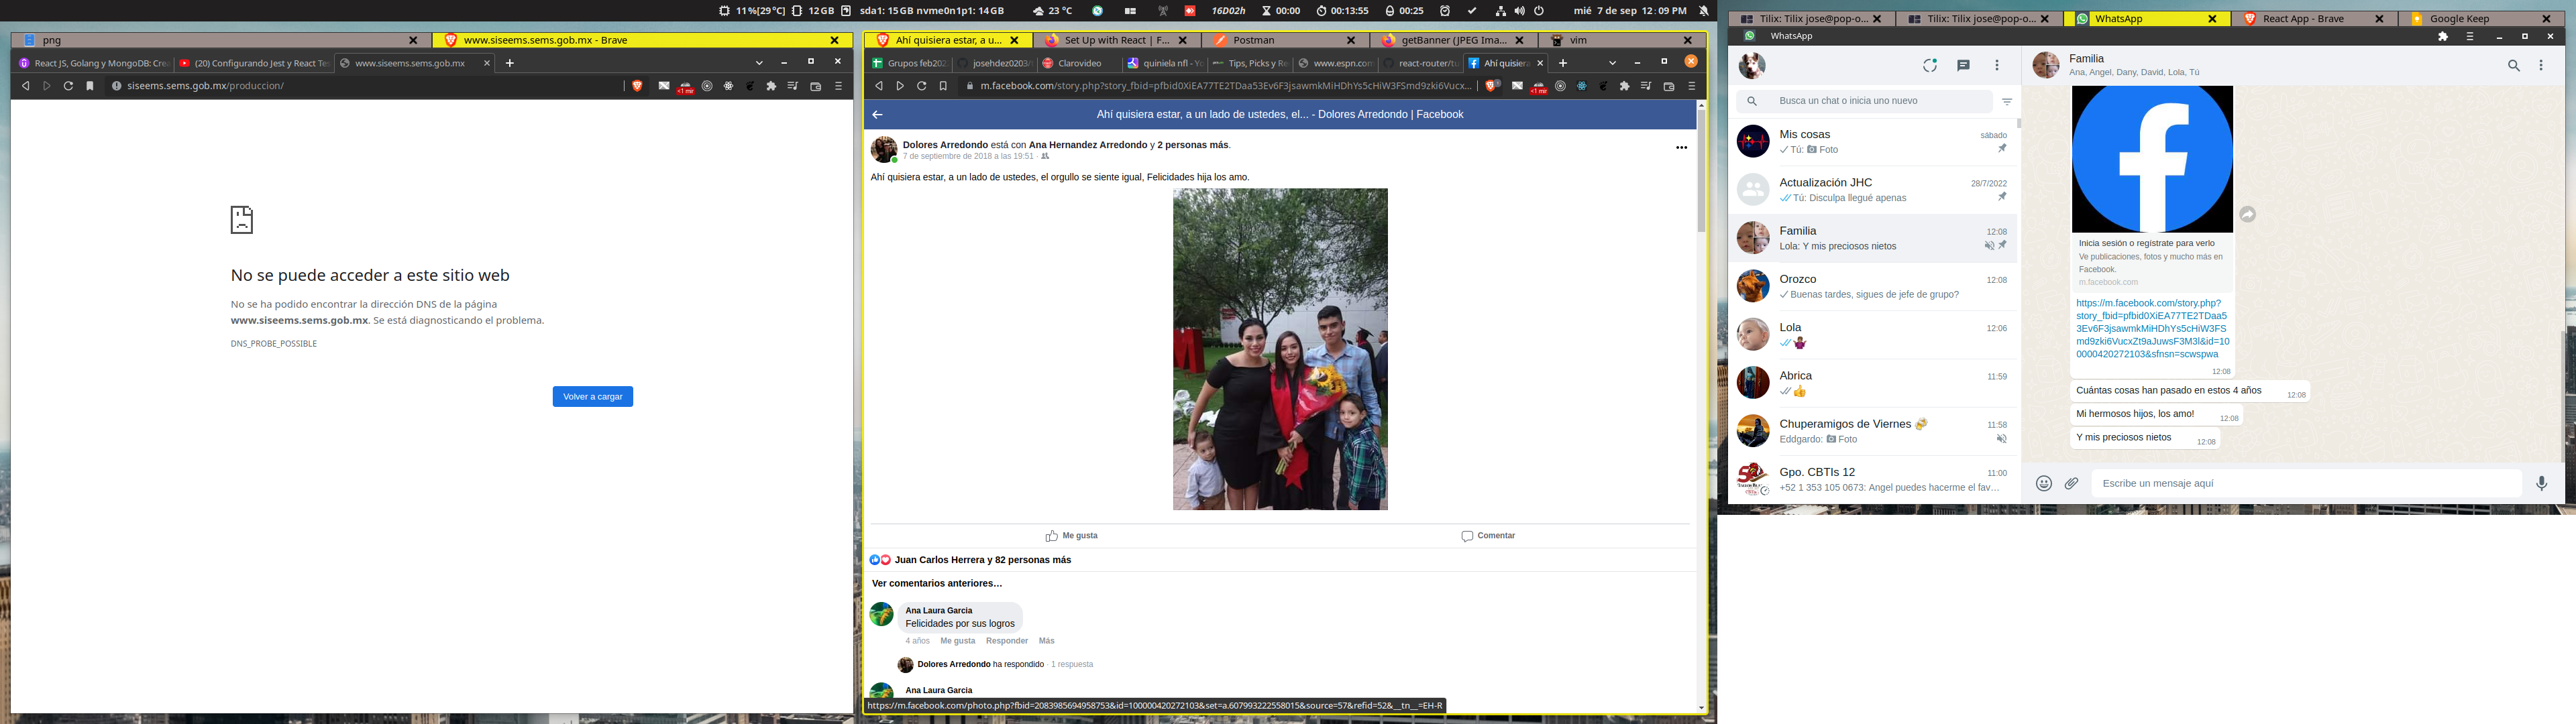 11%[29°C] 12GB sda1: 15GB nvme0n1p1: 14GB 23 °C 16D02h 00:00 00:13:55 00:25 mié 7 de sep 12:09 PM
png
www.siseems.sems.gob.mx - Brave
React JS, Golang y MongoDB: Cre
(20) Configurando Jest y React Tes
www.siseems.sems.gob.mx
siseems.sems.gob.mx/produccion/
<1 mir
No se puede acceder a este sitio web
No se ha podido encontrar la dirección DNS de la página
www.siseems.sems.gob.mx. Se está diagnosticando el problema.
DNS_PROBE_POSSIBLE
Volver a cargar
Ahí quisiera estar, a u...
Set Up with React | F...
Postman
getBanner (JPEG Ima...
vim
Grupos feb202
josehdez0203/
Clarovideo
quiniela nfl - Yo
Tips, Picks y Re
www.espn.com
react-router/tu
Ahí quisiera
m.facebook.com/story.php?story_fbid=pfbid0XiEA77TE2TDaa53Ev6F3jsawmkMiHDhYs5cHiW3FSmd9zki6Vucx...
<1 mir
Ahí quisiera estar, a un lado de ustedes, el... - Dolores Arredondo | Facebook
Dolores Arredondo está con Ana Hernandez Arredondo y 2 personas más.
7 de septiembre de 2018 a las 19:51 ·
Ahí quisiera estar, a un lado de ustedes, el orgullo se siente igual, Felicidades hija los amo.
Me gusta
Comentar
Juan Carlos Herrera y 82 personas más
Ver comentarios anteriores…
Ana Laura Garcia
Felicidades por sus logros
4 años Me gusta Responder Más
Dolores Arredondo ha respondido · 1 respuesta
Ana Laura Garcia
https://m.facebook.com/photo.php?fbid=2083985694958753&id=100000420272103&set=a.607993222558015&source=57&refid=52&__tn__=EH-R
Tilix: Tilix jose@pop-o...
Tilix: Tilix jose@pop-o...
WhatsApp
React App - Brave
Google Keep
WhatsApp
Busca un chat o inicia uno nuevo
Mis cosas sábado
Tú: Foto
Actualización JHC 28/7/2022
Tú: Disculpa llegué apenas
Familia 12:08
Lola: Y mis preciosos nietos
Orozco 12:08
Buenas tardes, sigues de jefe de grupo?
Lola 12:06
Abrica 11:59
Chuperamigos de Viernes 11:58
Eddgardo: Foto
Gpo. CBTIs 12 11:00
+52 1 353 105 0673: Angel puedes hacerme el fav…
Familia
Ana, Angel, Dany, David, Lola, Tú
Inicia sesión o regístrate para verlo
Ve publicaciones, fotos y mucho más en
Facebook.
m.facebook.com
https://m.facebook.com/story.php?
story_fbid=pfbid0XiEA77TE2TDaa5
3Ev6F3jsawmkMiHDhYs5cHiW3FS
md9zki6VucxZt9aJuwsF3M3l&id=10
0000420272103&sfnsn=scwspwa
12:08
Cuántas cosas han pasado en estos 4 años 12:08
Mi hermosos hijos, los amo! 12:08
Y mis preciosos nietos 12:08
Escribe un mensaje aquí